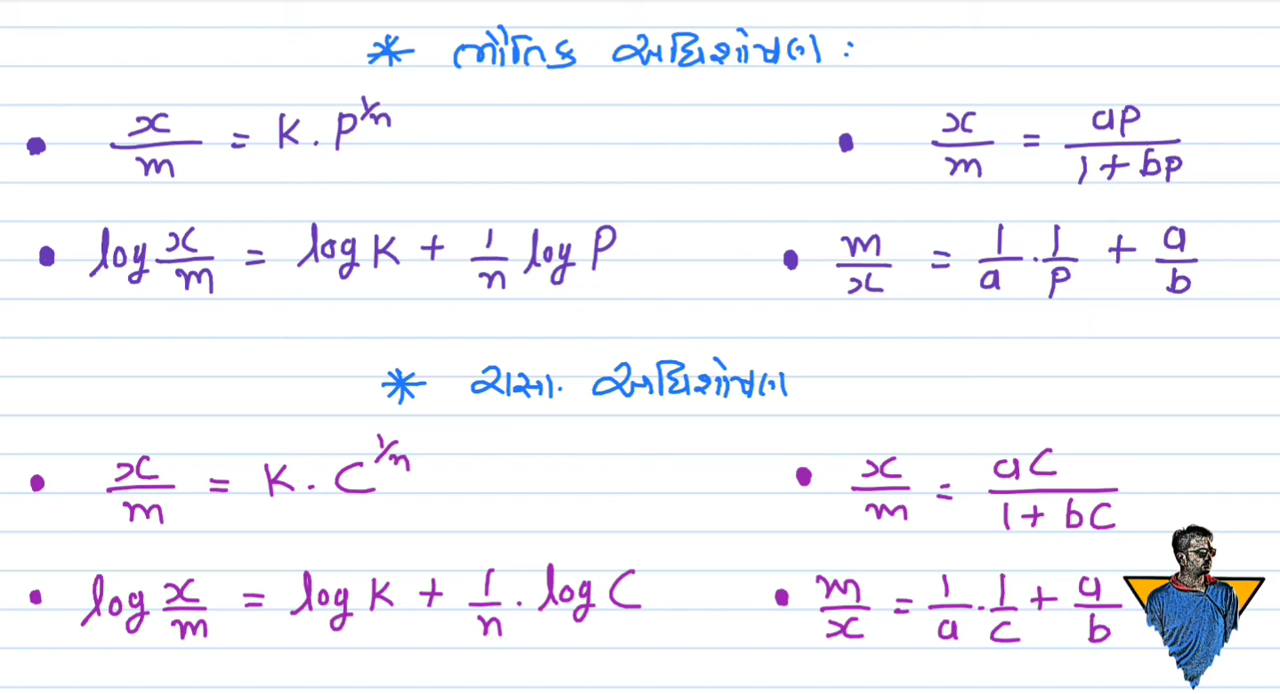 * ભૌતિક અધિશોષણ :
• x/m = K . P^1/n
• x/m = aP/1 + bP
• log x/m = log K + 1/n log P
• m/x = 1/a . 1/P + a/b
* રાસા. અધિશોષણ
• x/m = K . C^1/n
• x/m = aC/1 + bC
• log x/m = log K + 1/n . log C
• m/x = 1/a . 1/C + a/b